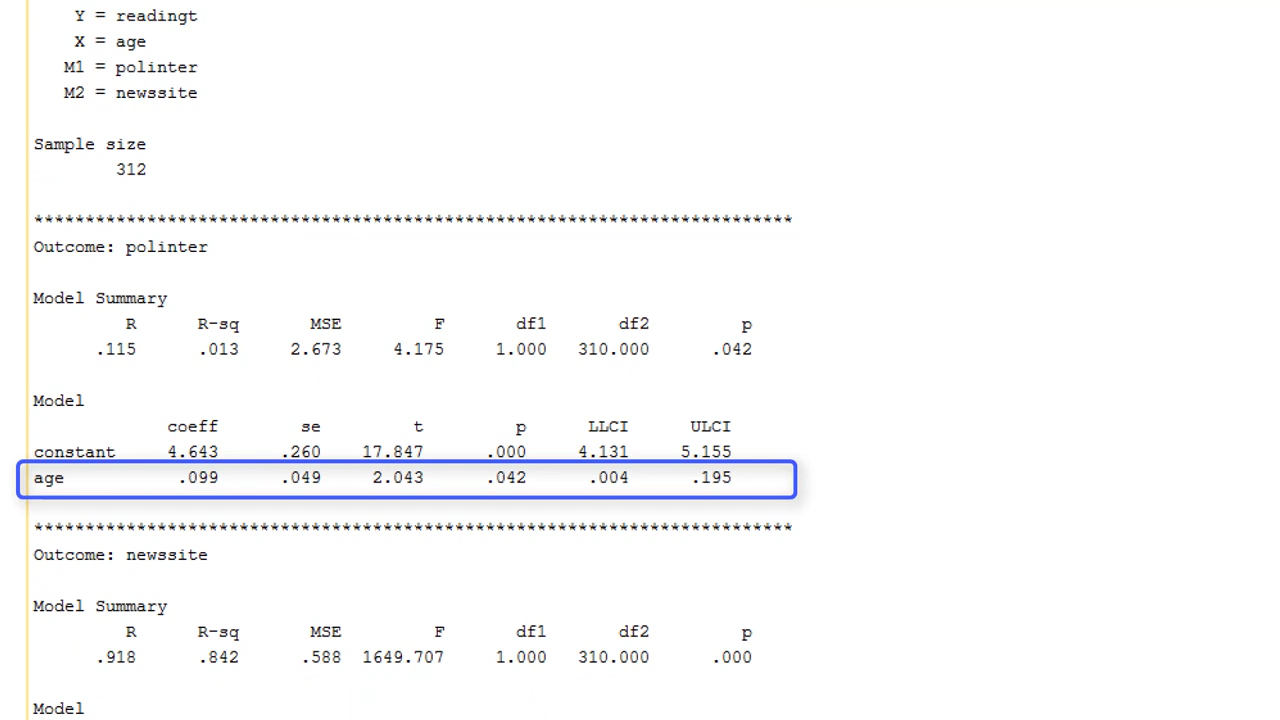 Y = readingt
X = age
M1 = polinter
M2 = newssite
Sample size
312
**************************************************************************
Outcome: polinter
Model Summary
R R-sq MSE F df1 df2 p
.115 .013 2.673 4.175 1.000 310.000 .042
Model
coeff se t p LLCI ULCI
constant 4.643 .260 17.847 .000 4.131 5.155
age .099 .049 2.043 .042 .004 .195
**************************************************************************
Outcome: newssite
Model Summary
R R-sq MSE F df1 df2 p
.918 .842 .588 1649.707 1.000 310.000 .000
Model